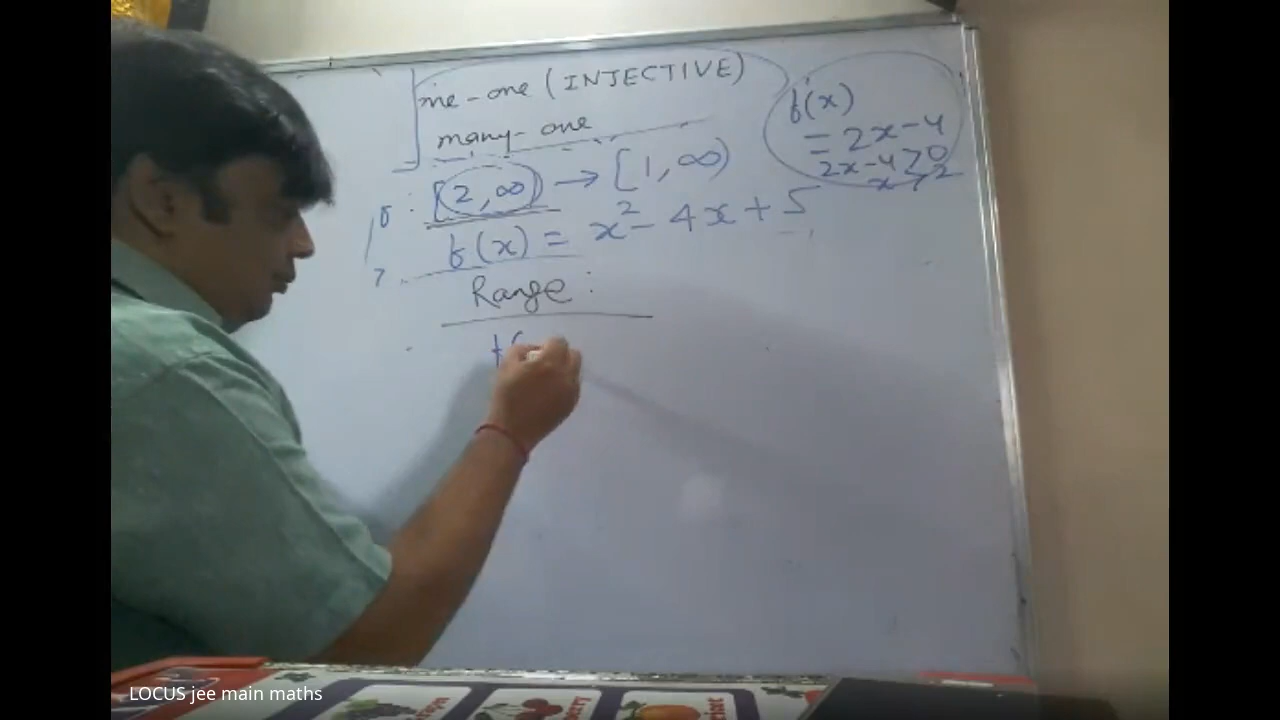 one-one (INJECTIVE)
many-one
f : [2, ∞) → [1, ∞)
f(x) = x² - 4x + 5
Range :
f(
f'(x)
= 2x-4
2x-4 > 0
x > 2
LOCUS jee main maths